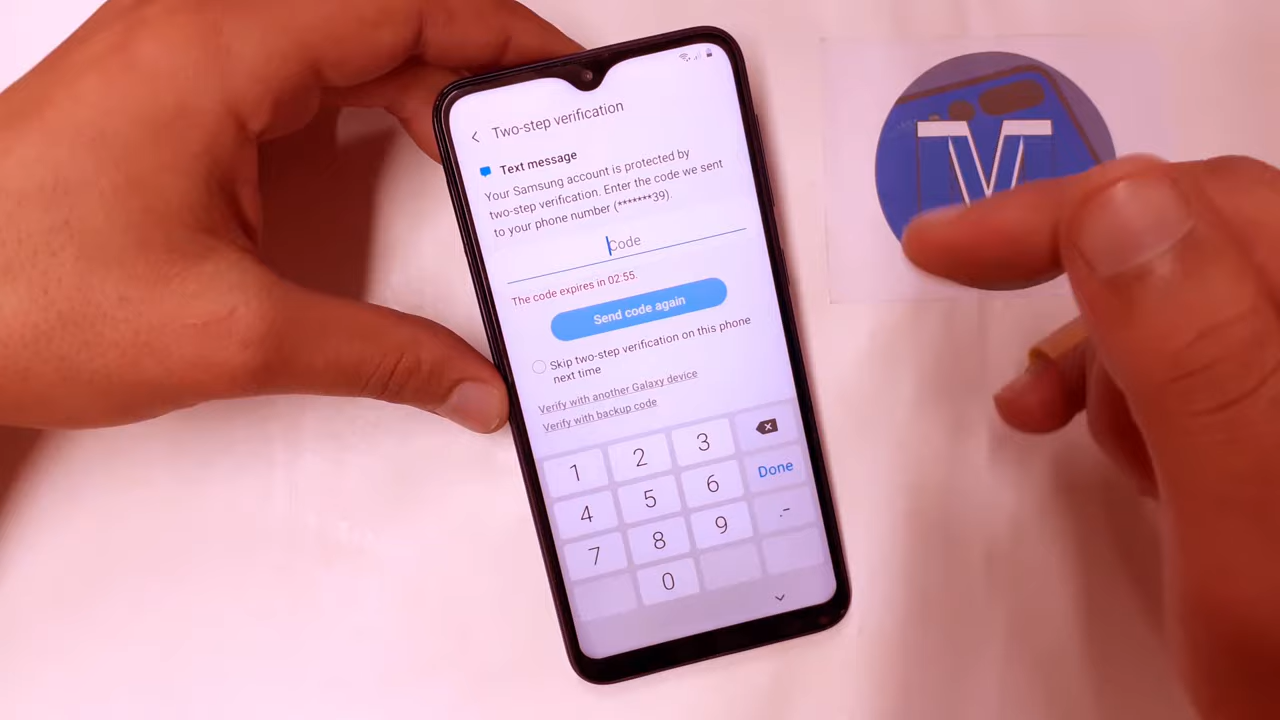 Two-step verification
Text message
Your Samsung account is protected by
two-step verification. Enter the code we sent
to your phone number (*******39).
Code
The code expires in 02:55.
Send code again
Skip two-step verification on this phone
next time
Verify with another Galaxy device
Verify with backup code
1 2 3
4 5 6 Done
7 8 9 .-
0